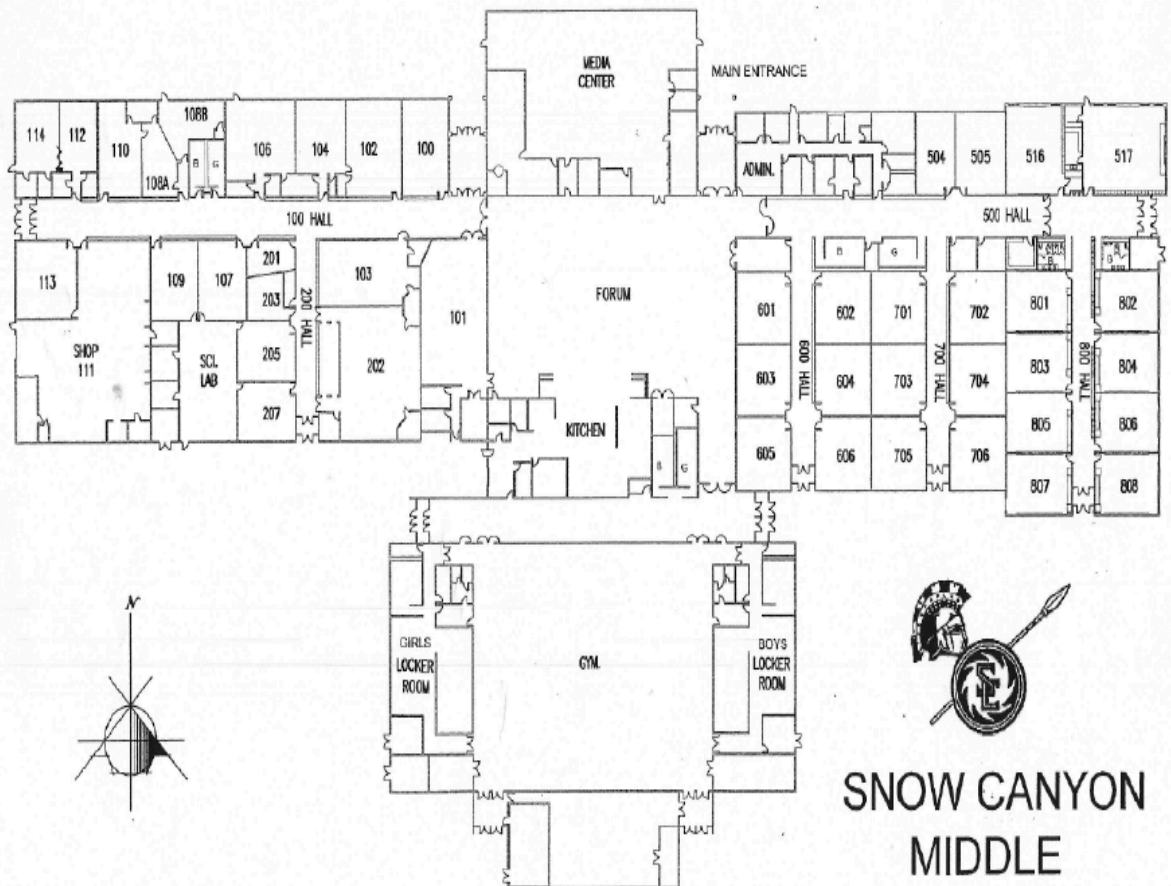 MEDIA
CENTER
MAIN ENTRANCE
114
112
110
108B
108A
B
G
106
104
102
100
ADMIN.
504
505
516
517
100 HALL
500 HALL
113
109
107
201
203
200 HALL
103
101
FORUM
B
G
B
G
601
602
701
702
801
802
SHOP
111
SCI.
LAB
205
207
202
600 HALL
700 HALL
800 HALL
603
604
703
704
803
804
KITCHEN
B
G
605
606
705
706
805
806
807
808
N
GIRLS
LOCKER
ROOM
GYM.
BOYS
LOCKER
ROOM
SC
SNOW CANYON
MIDDLE